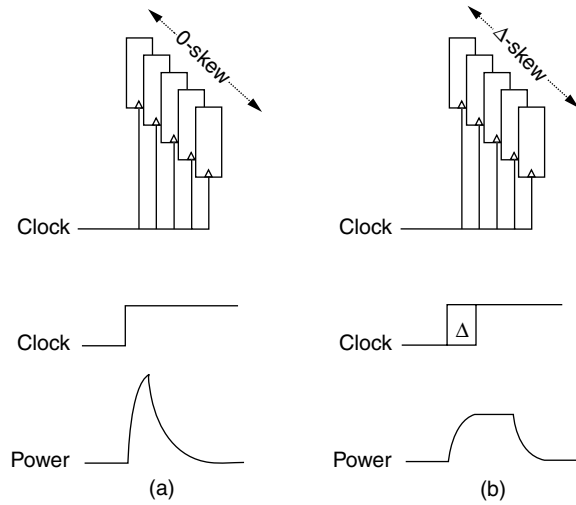 0-skew
Δ-skew
Clock
Clock
Clock
Clock
Δ
Power
Power
(a)
(b)